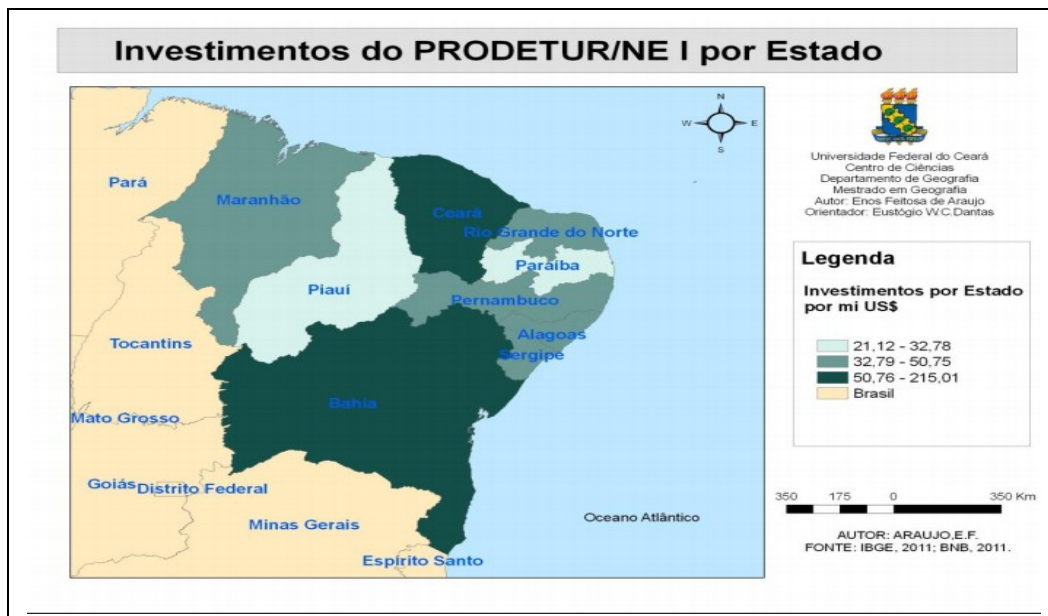 Investimentos do PRODETUR/NE I por Estado
N
W E
S
Pará
Maranhão
Ceará
Rio Grande do Norte
Paraíba
Piauí
Pernambuco
Alagoas
Sergipe
Tocantins
Bahia
Mato Grosso
Goiás
Distrito Federal
Minas Gerais
Espírito Santo
Oceano Atlântico
Universidade Federal do Ceará
Centro de Ciências
Departamento de Geografia
Mestrado em Geografia
Autor: Enos Feitosa de Araujo
Orientador: Eustógio W.C.Dantas
Legenda
Investimentos por Estado
por mi US$
21,12 - 32,78
32,79 - 50,75
50,76 - 215,01
Brasil
350 175 0 350 Km
AUTOR: ARAUJO,E.F.
FONTE: IBGE, 2011; BNB, 2011.